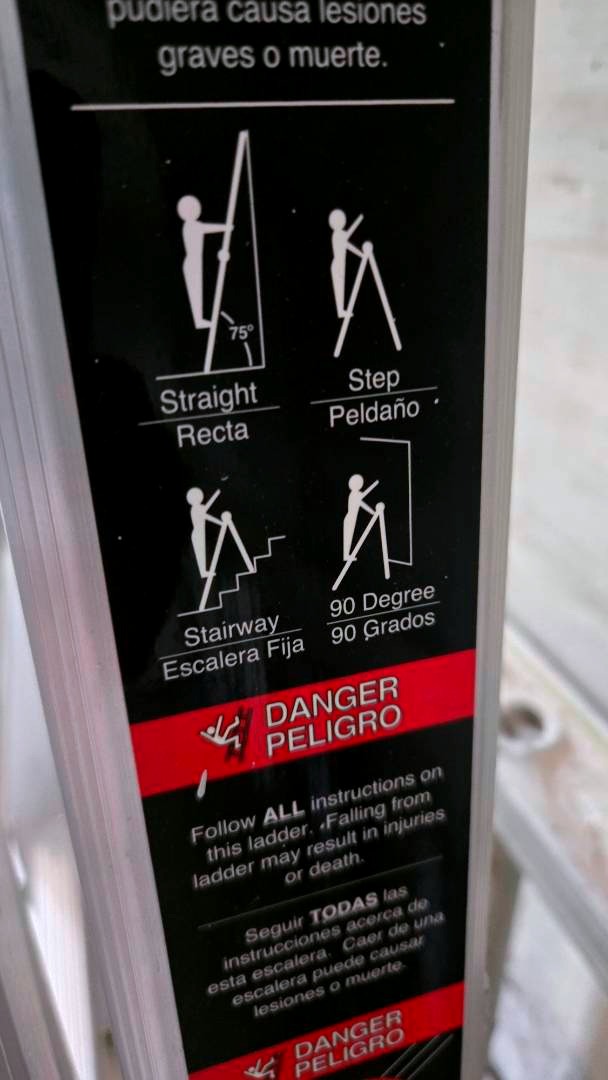 pudiera causa lesiones
graves o muerte.
75°
Straight
Recta
Step
Peldaño
Stairway
Escalera Fija
90 Degree
90 Grados
DANGER
PELIGRO
Follow ALL instructions on
this ladder. Falling from
ladder may result in injuries
or death.
Seguir TODAS las
instrucciones acerca de
esta escalera. Caer de una
escalera puede causar
lesiones o muerte.
DANGER
PELIGRO